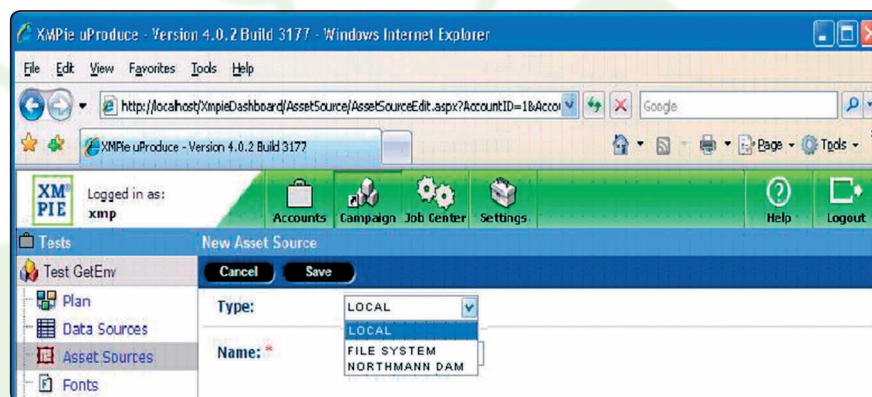 XMPie uProduce - Version 4.0.2 Build 3177 - Windows Internet Explorer
File Edit View Favorites Tools Help
http://localhost/XmpieDashboard/AssetSource/AssetSourceEdit.aspx?AccountID=1&Accou
Google
XMPie uProduce - Version 4.0.2 Build 3177
Page
Tools
XM®
PIE
Logged in as:
xmp
Accounts Campaign Job Center Settings Help Logout
Tests New Asset Source
Test GetEnv Cancel Save
Plan Type: LOCAL
Data Sources LOCAL
Asset Sources Name: * FILE SYSTEM
NORTHMANN DAM
Fonts